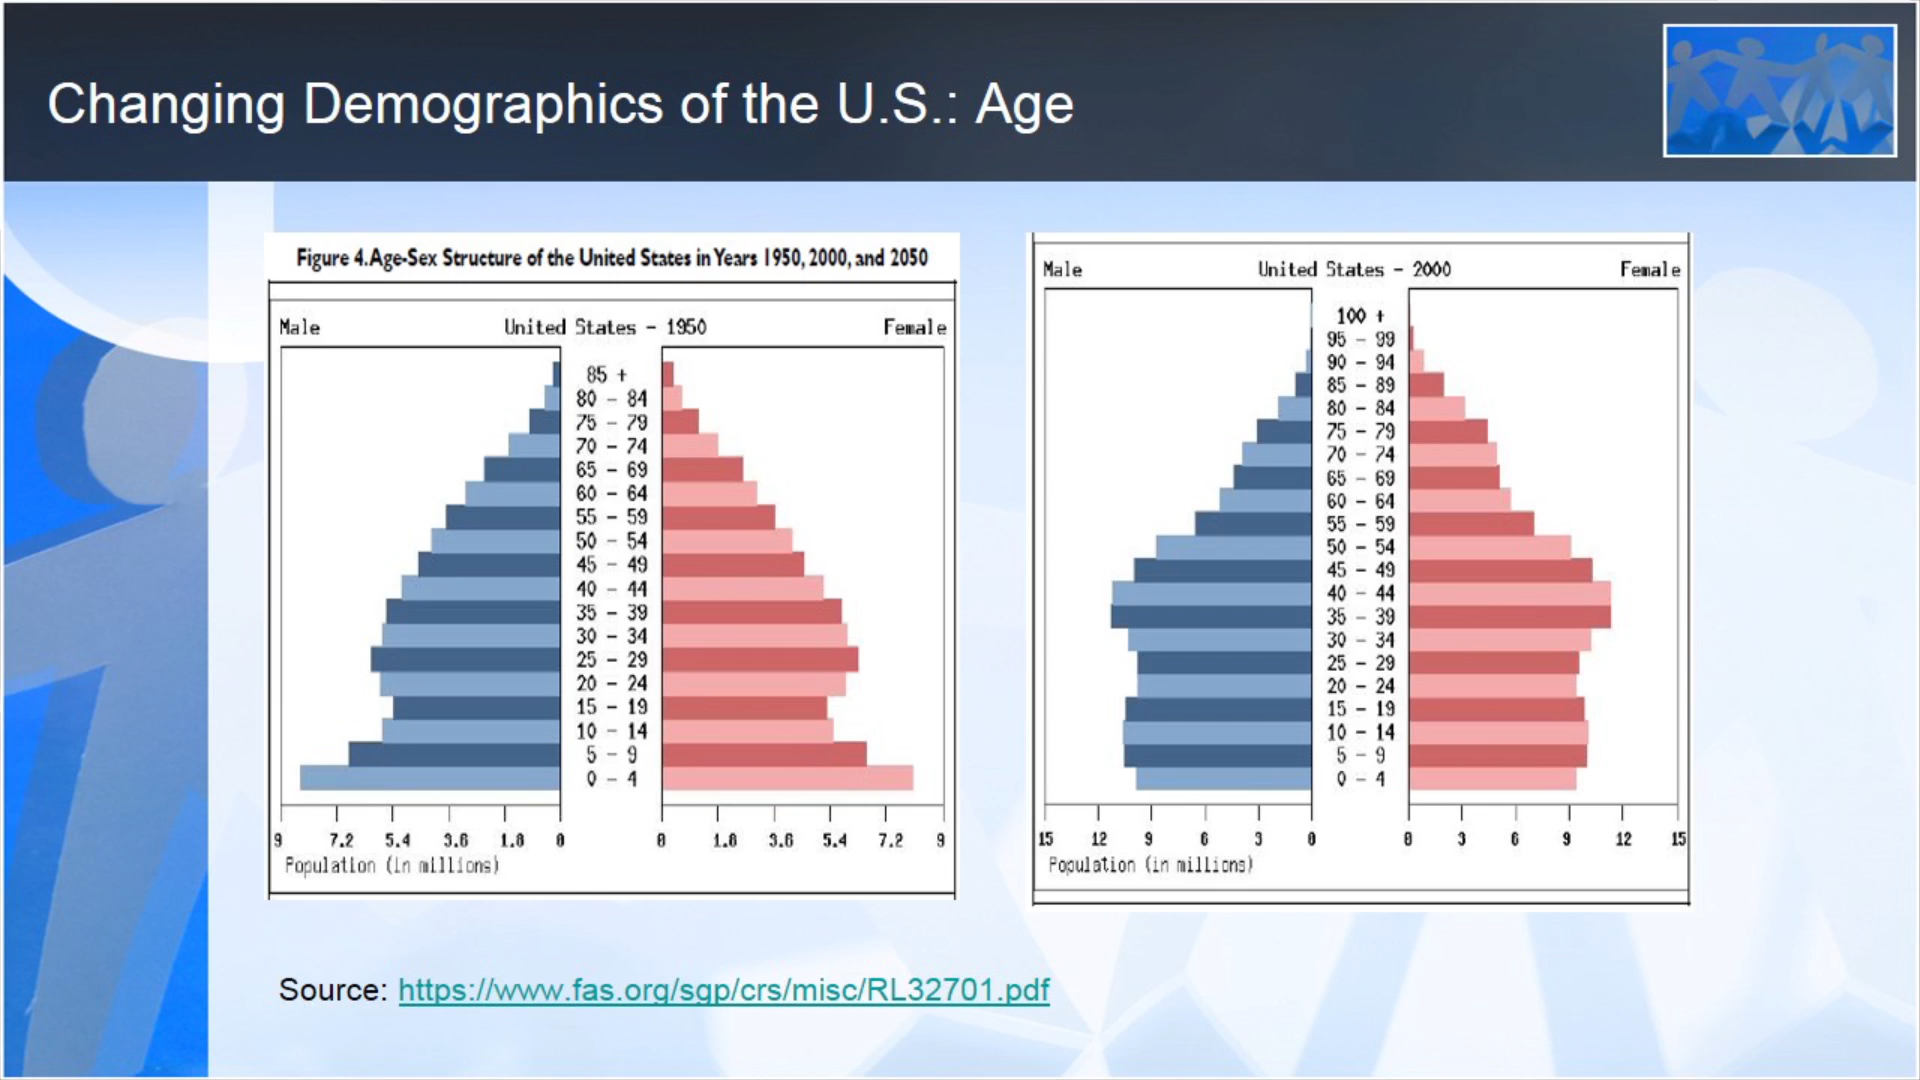 Changing Demographics of the U.S.: Age
Figure 4. Age-Sex Structure of the United States in Years 1950, 2000, and 2050
Male United States - 1950 Female
85 +
80 - 84
75 - 79
70 - 74
65 - 69
60 - 64
55 - 59
50 - 54
45 - 49
40 - 44
35 - 39
30 - 34
25 - 29
20 - 24
15 - 19
10 - 14
5 - 9
0 - 4
9 7.2 5.4 3.6 1.8 0 0 1.8 3.6 5.4 7.2 9
Population (in millions)
Male United States - 2000 Female
100 +
95 - 99
90 - 94
85 - 89
80 - 84
75 - 79
70 - 74
65 - 69
60 - 64
55 - 59
50 - 54
45 - 49
40 - 44
35 - 39
30 - 34
25 - 29
20 - 24
15 - 19
10 - 14
5 - 9
0 - 4
15 12 9 6 3 0 0 3 6 9 12 15
Population (in millions)
Source: https://www.fas.org/sgp/crs/misc/RL32701.pdf